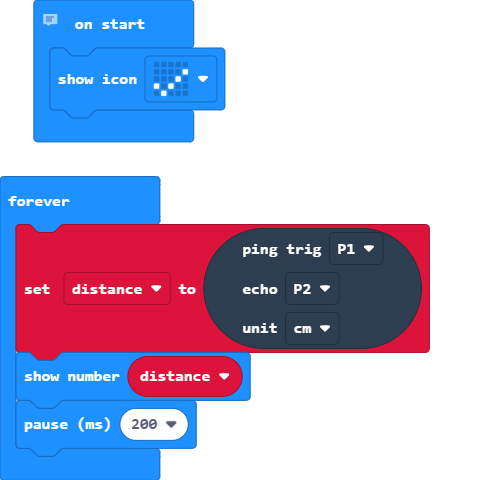 on start
show icon
forever
ping trig P1
set distance to echo P2
unit cm
show number distance
pause (ms) 200